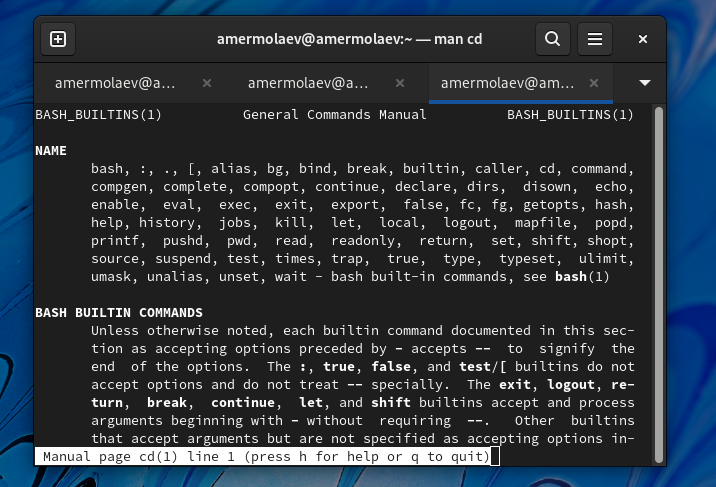 amermolaev@amermolaev:~ — man cd
amermolaev@a... × amermolaev@a... × amermolaev@am... ×
BASH_BUILTINS(1) General Commands Manual BASH_BUILTINS(1)
NAME
bash, :, ., [, alias, bg, bind, break, builtin, caller, cd, command,
compgen, complete, compopt, continue, declare, dirs, disown, echo,
enable, eval, exec, exit, export, false, fc, fg, getopts, hash,
help, history, jobs, kill, let, local, logout, mapfile, popd,
printf, pushd, pwd, read, readonly, return, set, shift, shopt,
source, suspend, test, times, trap, true, type, typeset, ulimit,
umask, unalias, unset, wait - bash built-in commands, see bash(1)
BASH BUILTIN COMMANDS
Unless otherwise noted, each builtin command documented in this sec-
tion as accepting options preceded by - accepts -- to signify the
end of the options. The :, true, false, and test/[ builtins do not
accept options and do not treat -- specially. The exit, logout, re-
turn, break, continue, let, and shift builtins accept and process
arguments beginning with - without requiring --. Other builtins
that accept arguments but are not specified as accepting options in-
Manual page cd(1) line 1 (press h for help or q to quit)